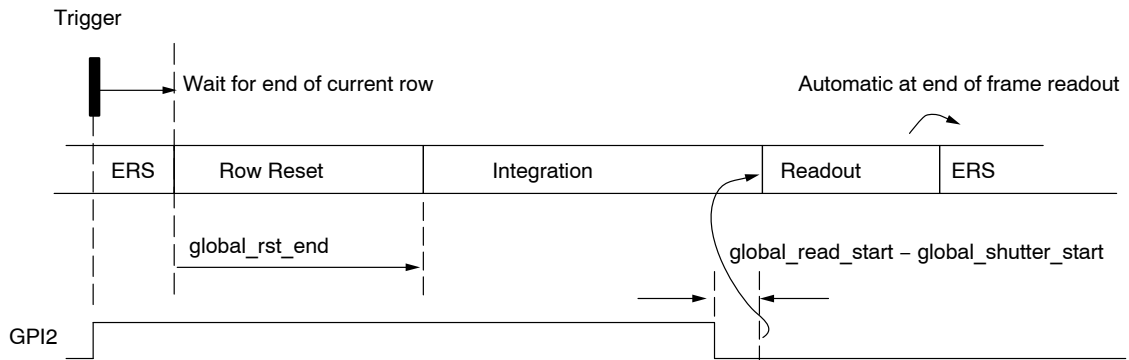 Trigger
Wait for end of current row
Automatic at end of frame readout
ERS
Row Reset
Integration
Readout
ERS
global_rst_end
global_read_start − global_shutter_start
GPI2